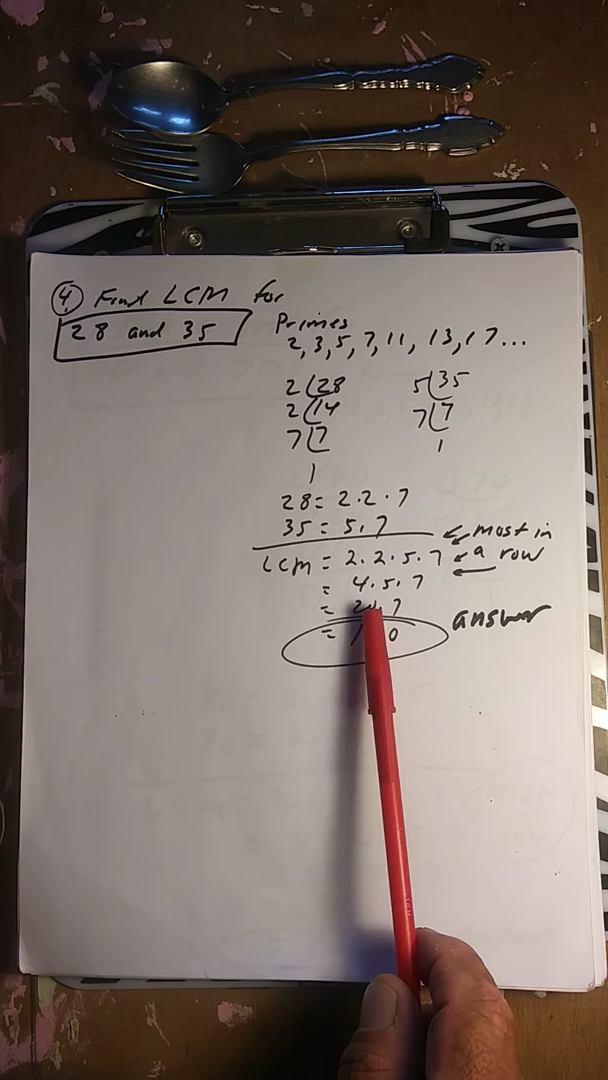 4. Find LCM for
28 and 35
Primes
2, 3, 5, 7, 11, 13, 17...
2 28 5 35
2 14 7 7
7 7 1
1
28 = 2 · 2 · 7
35 = 5 · 7
most in
a row
LCM = 2 · 2 · 5 · 7
= 4 · 5 · 7
= 7
= answer